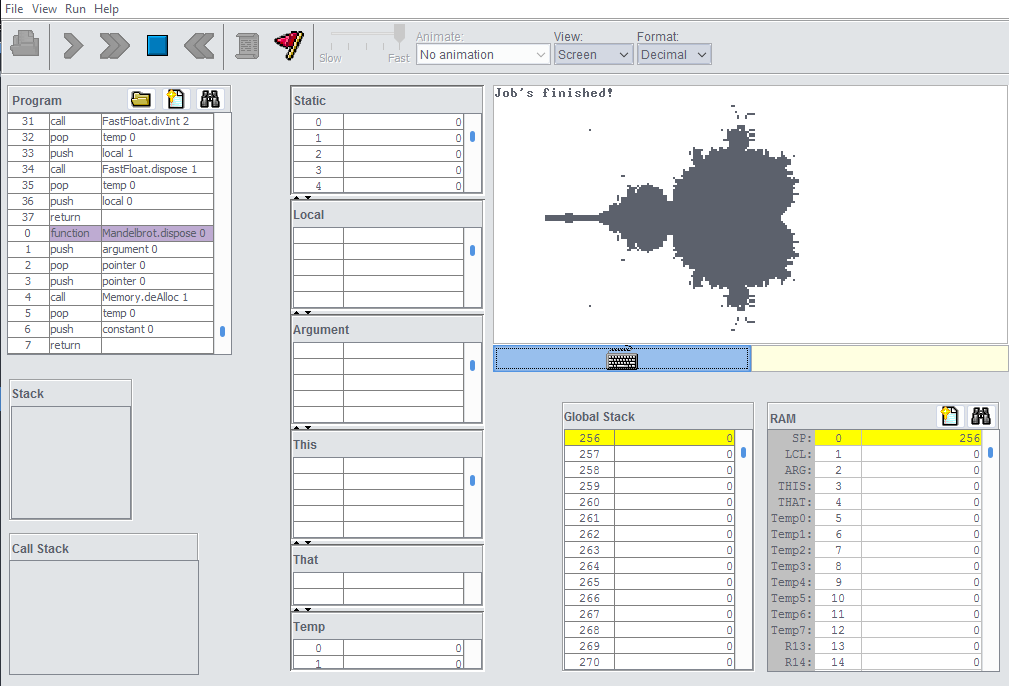 File View Run Help
Animate: View: Format:
Slow Fast No animation Screen Decimal
Program
31 call FastFloat.divInt 2
32 pop temp 0
33 push local 1
34 call FastFloat.dispose 1
35 pop temp 0
36 push local 0
37 return
0 function Mandelbrot.dispose 0
1 push argument 0
2 pop pointer 0
3 push pointer 0
4 call Memory.deAlloc 1
5 pop temp 0
6 push constant 0
7 return
Stack
Call Stack
Static
0 0
1 0
2 0
3 0
4 0
Local
Argument
This
That
Temp
0 0
1 0
Job's finished!
Global Stack
256 0
257 0
258 0
259 0
260 0
261 0
262 0
263 0
264 0
265 0
266 0
267 0
268 0
269 0
270 0
RAM
SP: 0 256
LCL: 1 0
ARG: 2 0
THIS: 3 0
THAT: 4 0
Temp0: 5 0
Temp1: 6 0
Temp2: 7 0
Temp3: 8 0
Temp4: 9 0
Temp5: 10 0
Temp6: 11 0
Temp7: 12 0
R13: 13 0
R14: 14 0